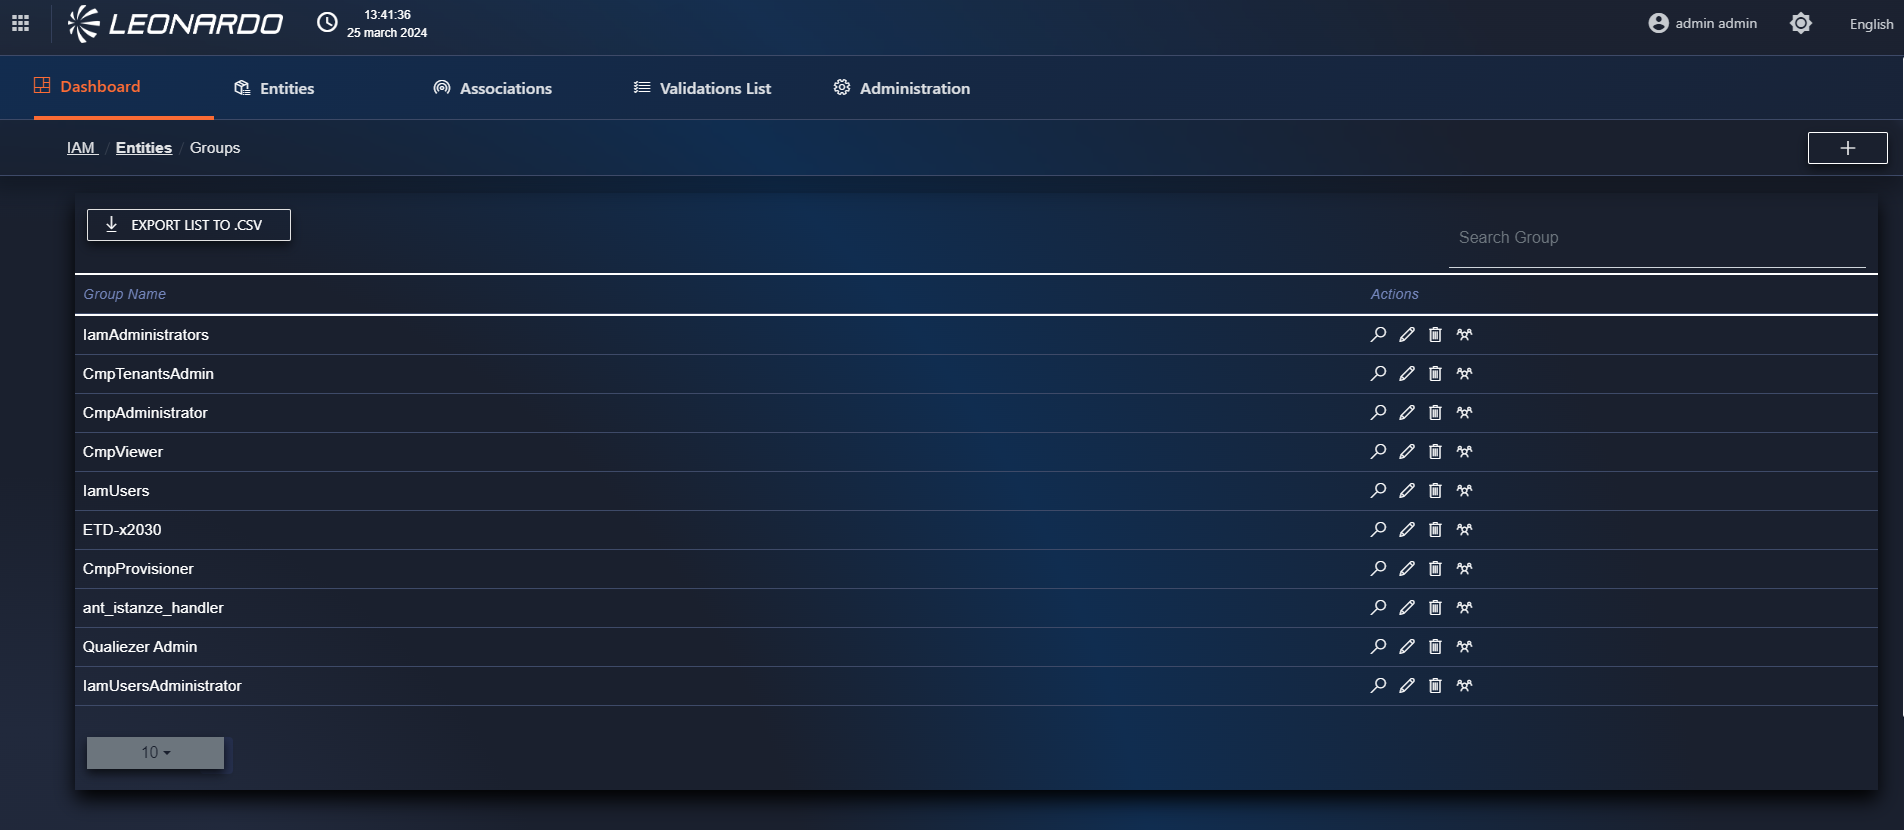 LEONARDO
13:41:36
25 march 2024
admin admin
English
Dashboard
Entities
Associations
Validations List
Administration
IAM / Entities / Groups
EXPORT LIST TO .CSV
Search Group
Group Name
Actions
IamAdministrators
CmpTenantsAdmin
CmpAdministrator
CmpViewer
IamUsers
ETD-x2030
CmpProvisioner
ant_istanze_handler
Qualiezer Admin
IamUsersAdministrator
10